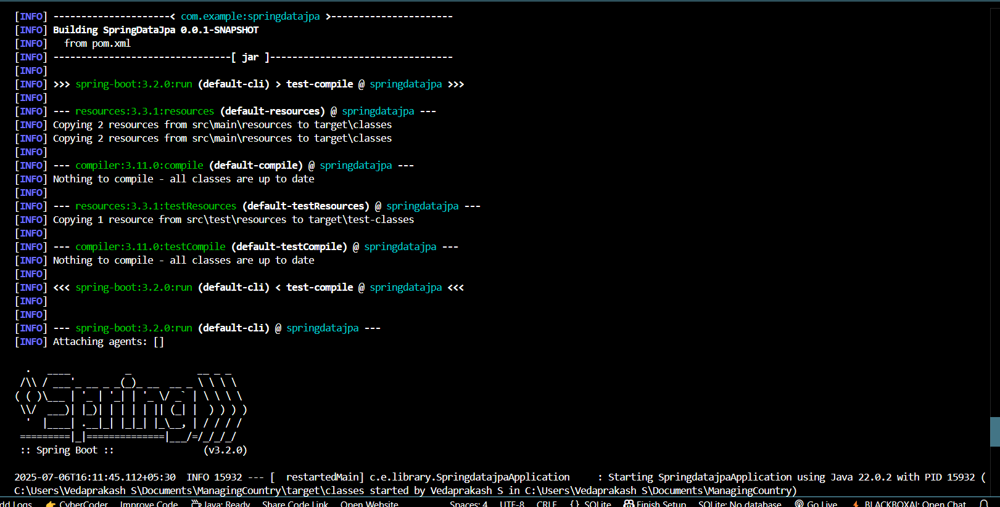 [INFO] ---------------------< com.example:springdatajpa >----------------------
[INFO] Building SpringDataJpa 0.0.1-SNAPSHOT
[INFO]   from pom.xml
[INFO] --------------------------------[ jar ]---------------------------------
[INFO]
[INFO] >>> spring-boot:3.2.0:run (default-cli) > test-compile @ springdatajpa >>>
[INFO]
[INFO] --- resources:3.3.1:resources (default-resources) @ springdatajpa ---
[INFO] Copying 2 resources from src\main\resources to target\classes
[INFO] Copying 2 resources from src\main\resources to target\classes
[INFO]
[INFO] --- compiler:3.11.0:compile (default-compile) @ springdatajpa ---
[INFO] Nothing to compile - all classes are up to date
[INFO]
[INFO] --- resources:3.3.1:testResources (default-testResources) @ springdatajpa ---
[INFO] Copying 1 resource from src\test\resources to target\test-classes
[INFO]
[INFO] --- compiler:3.11.0:testCompile (default-testCompile) @ springdatajpa ---
[INFO] Nothing to compile - all classes are up to date
[INFO]
[INFO] <<< spring-boot:3.2.0:run (default-cli) < test-compile @ springdatajpa <<<
[INFO]
[INFO]
[INFO] --- spring-boot:3.2.0:run (default-cli) @ springdatajpa ---
[INFO] Attaching agents: []
  .   ____          _            __ _ _
 /\\ / ___'_ __ _ _(_)_ __  __ _ \ \ \ \
( ( )\___ | '_ | '_| | '_ \/ _` | \ \ \ \
 \\/  ___)| |_)| | | | | || (_| |  ) ) ) )
  '  |____| .__|_| |_|_| |_\__, | / / / /
 =========|_|==============|___/=/_/_/_/
 :: Spring Boot ::                (v3.2.0)
2025-07-06T16:11:45.112+05:30  INFO 15932 --- [  restartedMain] c.e.library.SpringdatajpaApplication     : Starting SpringdatajpaApplication using Java 22.0.2 with PID 15932 (
C:\Users\Vedaprakash S\Documents\ManagingCountry\target\classes started by Vedaprakash S in C:\Users\Vedaprakash S\Documents\ManagingCountry)
dd Logs CyberCoder Improve Code Java: Ready Share Code Link Open Website Spaces: 4 UTF-8 CRLF {} SQLite Finish Setup SQLite: No database Go Live BLACKBOXAI: Open Chat